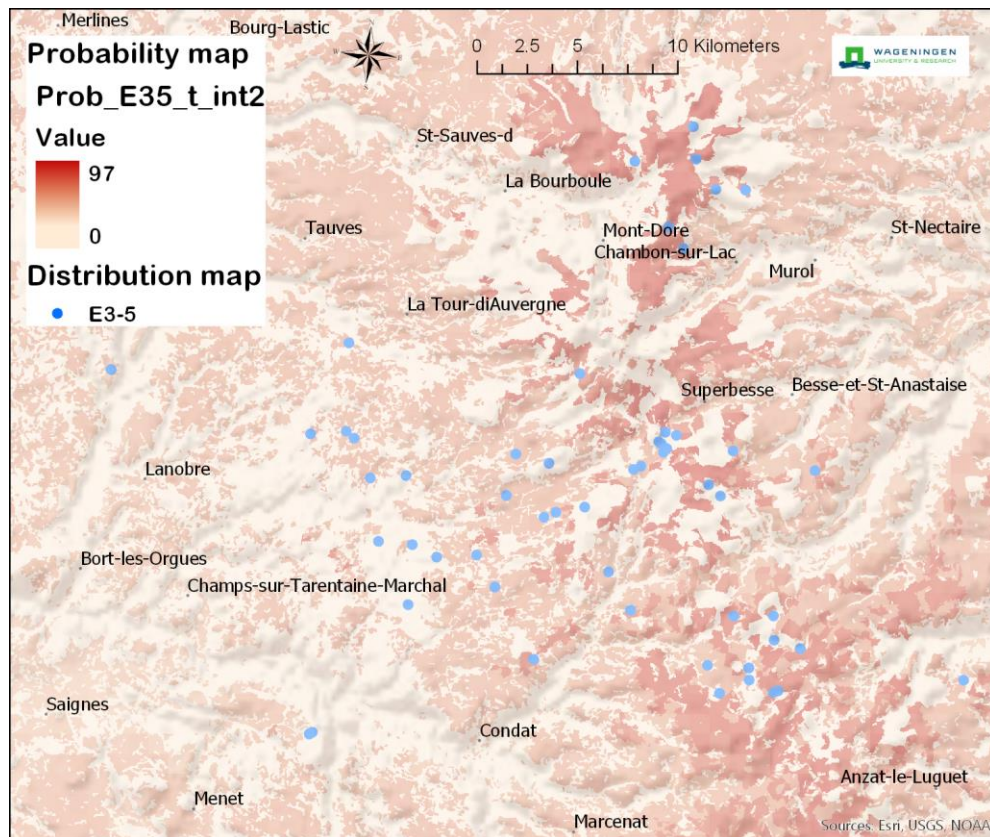 Merlines
Bourg-Lastic
Probability map
Prob_E35_t_int2
Value
97
0
Distribution map
E3-5
0 2.5 5 10 Kilometers
WAGENINGEN
UNIVERSITY & RESEARCH
St-Sauves-d
La Bourboule
Tauves
Mont-Dore
St-Nectaire
Chambon-sur-Lac
Murol
La Tour-diAuvergne
Superbesse
Besse-et-St-Anastaise
Lanobre
Bort-les-Orgues
Champs-sur-Tarentaine-Marchal
Saignes
Condat
Anzat-le-Luguet
Menet
Marcenat
Sources: Esri, USGS, NOAA